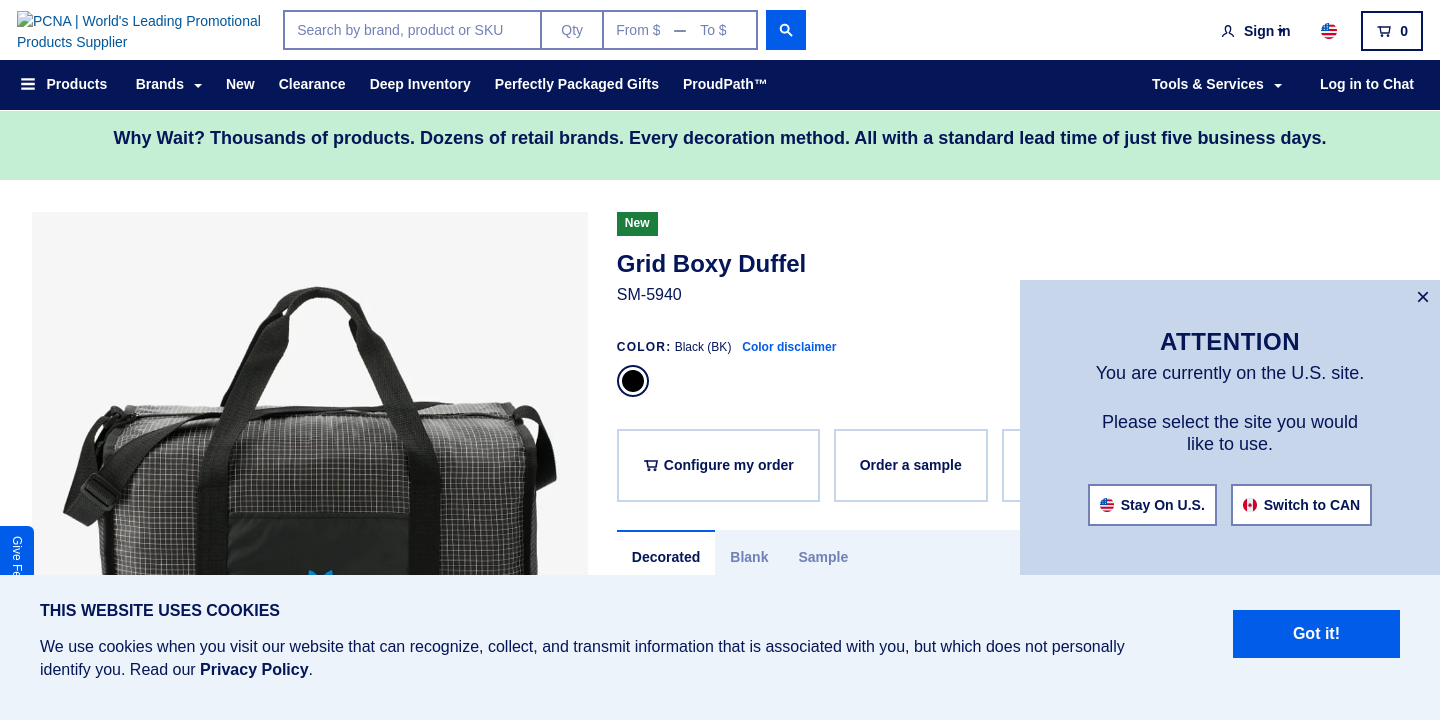 PCNA | World's Leading Promotional
Products Supplier
Search by brand, product or SKU
Qty
From $ — To $
Sign in
0
Products
Brands
New
Clearance
Deep Inventory
Perfectly Packaged Gifts
ProudPath™
Tools & Services
Log in to Chat
Why Wait? Thousands of products. Dozens of retail brands. Every decoration method. All with a standard lead time of just five business days.
New
Grid Boxy Duffel
SM-5940
COLOR: Black (BK) Color disclaimer
Configure my order
Order a sample
Decorated
Blank
Sample
×
ATTENTION
You are currently on the U.S. site.
Please select the site you would
like to use.
Stay On U.S.
Switch to CAN
Give
THIS WEBSITE USES COOKIES
We use cookies when you visit our website that can recognize, collect, and transmit information that is associated with you, but which does not personally
identify you. Read our Privacy Policy.
Got it!